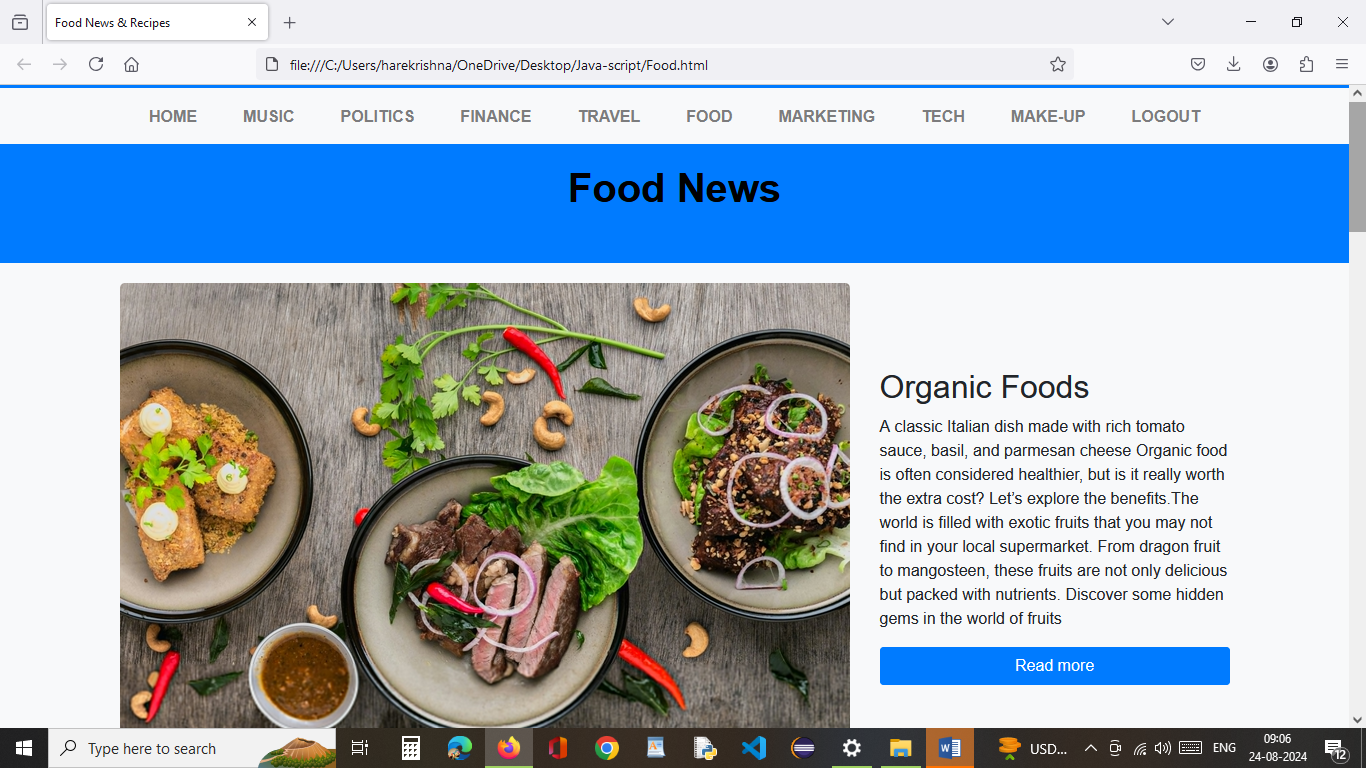 Food News & Recipes
file:///C:/Users/harekrishna/OneDrive/Desktop/Java-script/Food.html
HOME MUSIC POLITICS FINANCE TRAVEL FOOD MARKETING TECH MAKE-UP LOGOUT
Food News
Organic Foods
A classic Italian dish made with rich tomato
sauce, basil, and parmesan cheese Organic food
is often considered healthier, but is it really worth
the extra cost? Let’s explore the benefits.The
world is filled with exotic fruits that you may not
find in your local supermarket. From dragon fruit
to mangosteen, these fruits are not only delicious
but packed with nutrients. Discover some hidden
gems in the world of fruits
Read more
Type here to search
USD...
ENG
09:06
24-08-2024
12